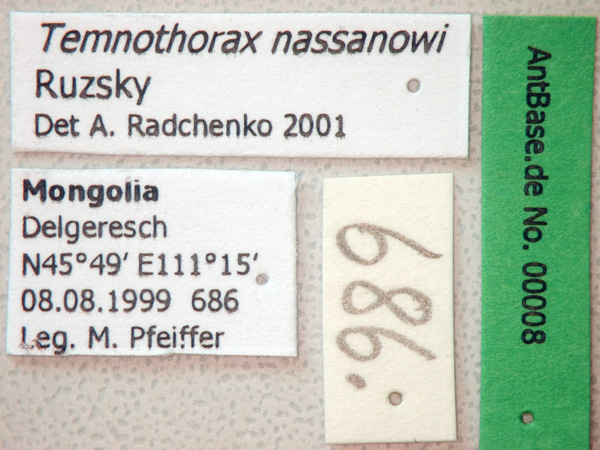 Temnothorax nassanowi
Ruzsky
Det A. Radchenko 2001
Mongolia
Delgeresch
N45°49′ E111°15′
08.08.1999 686
Leg. M. Pfeiffer
686.
AntBase.de No. 00008